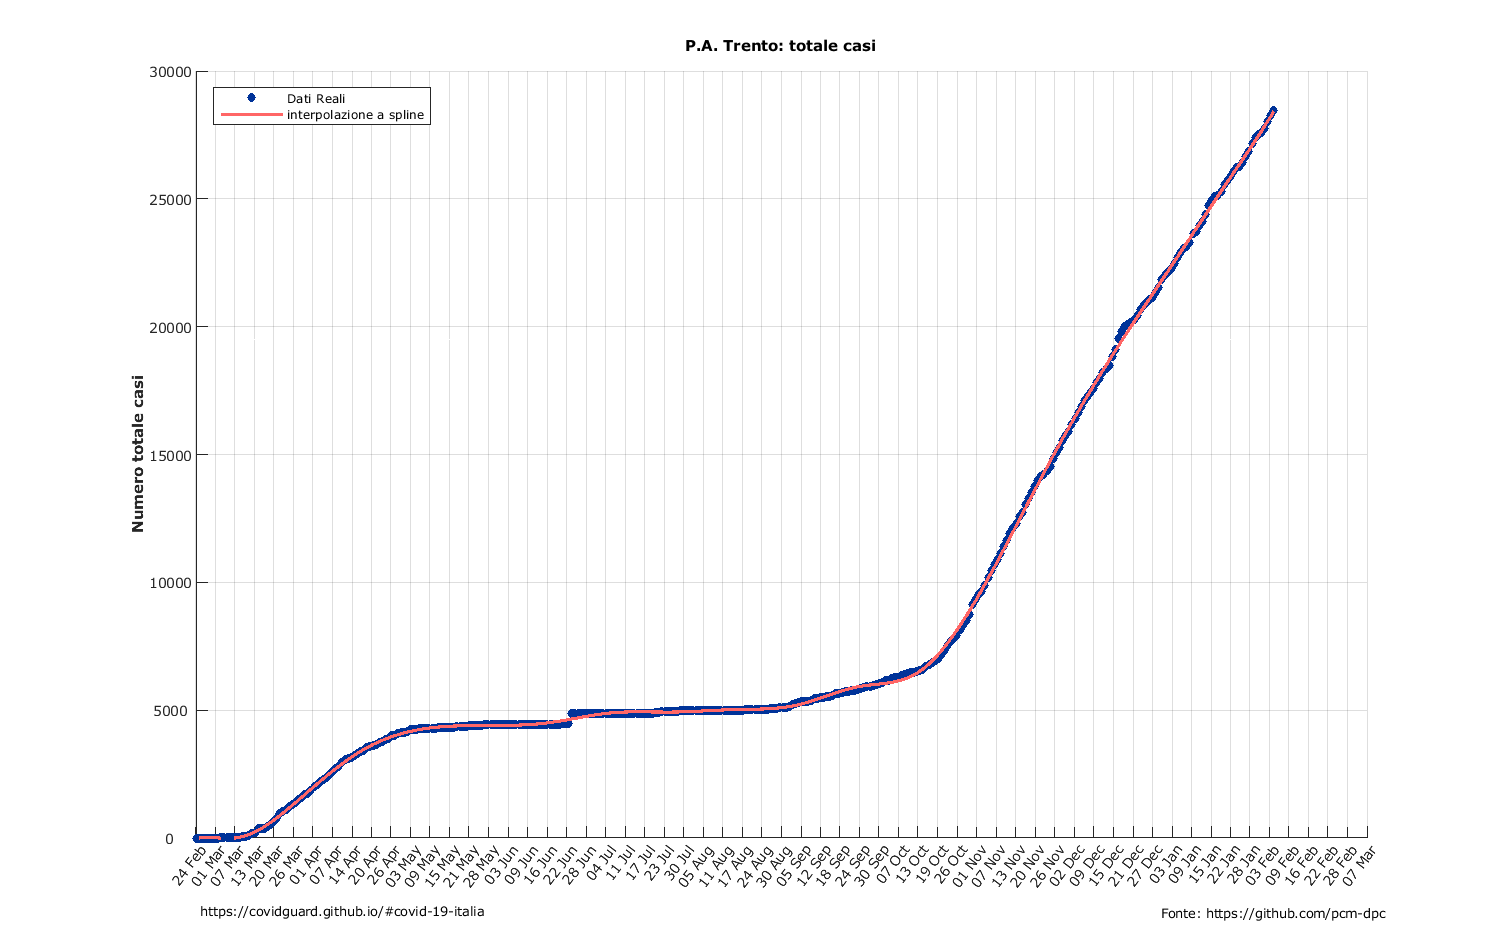 P.A. Trento: totale casi
30000
25000
20000
15000
10000
5000
0
Numero totale casi
Dati Reali
interpolazione a spline
24 Feb
01 Mar
07 Mar
13 Mar
20 Mar
26 Mar
01 Apr
07 Apr
14 Apr
20 Apr
26 Apr
03 May
09 May
15 May
21 May
28 May
03 Jun
09 Jun
16 Jun
22 Jun
28 Jun
04 Jul
11 Jul
17 Jul
23 Jul
30 Jul
05 Aug
11 Aug
17 Aug
24 Aug
30 Aug
05 Sep
12 Sep
18 Sep
24 Sep
30 Sep
07 Oct
13 Oct
19 Oct
26 Oct
01 Nov
07 Nov
13 Nov
20 Nov
26 Nov
02 Dec
09 Dec
15 Dec
21 Dec
27 Dec
03 Jan
09 Jan
15 Jan
22 Jan
28 Jan
03 Feb
09 Feb
16 Feb
22 Feb
28 Feb
07 Mar
https://covidguard.github.io/#covid-19-italia
Fonte: https://github.com/pcm-dpc